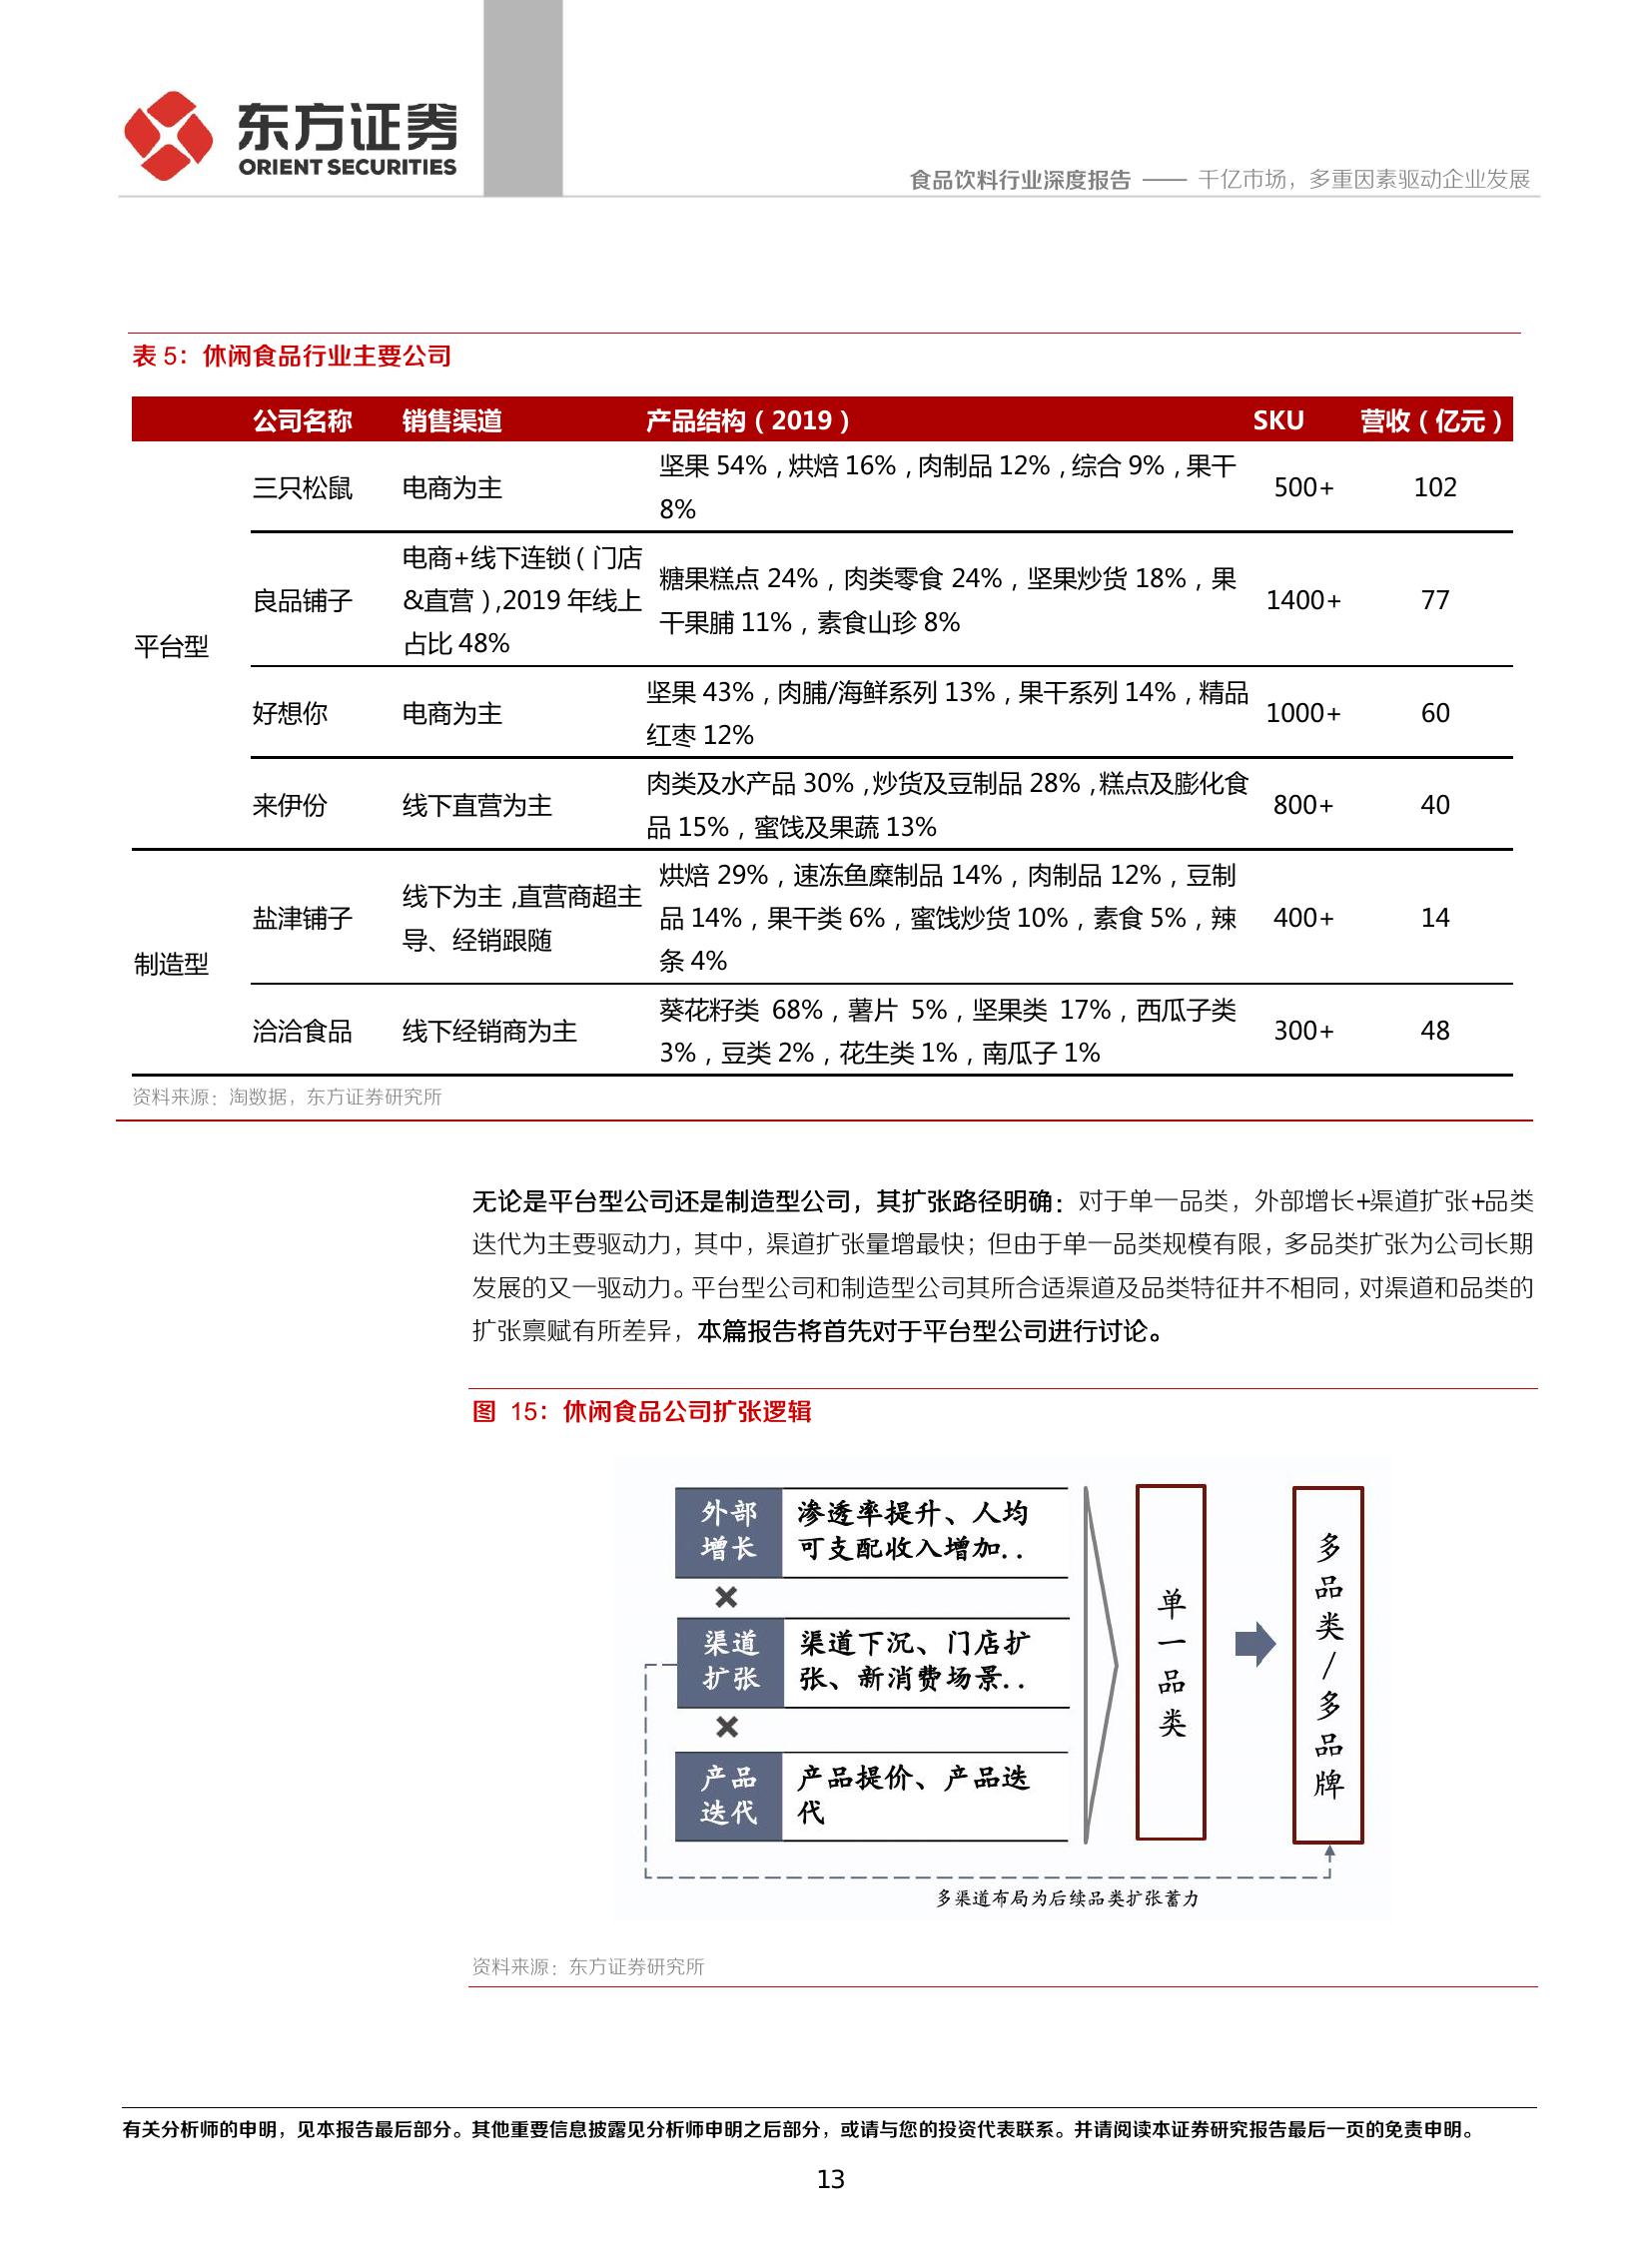 东方证券
ORIENT SECURITIES
食品饮料行业深度报告 —— 千亿市场，多重因素驱动企业发展
表 5：休闲食品行业主要公司
公司名称 销售渠道 产品结构（2019） SKU 营收（亿元）
平台型
三只松鼠 电商为主 坚果 54%，烘焙 16%，肉制品 12%，综合 9%，果干
8%
500+ 102
良品铺子
电商+线下连锁（门店
&直营），2019 年线上
占比 48%
糖果糕点 24%，肉类零食 24%，坚果炒货 18%，果
干果脯 11%，素食山珍 8%
1400+ 77
好想你 电商为主
坚果 43%，肉脯/海鲜系列 13%，果干系列 14%，精品
红枣 12%
1000+ 60
来伊份 线下直营为主
肉类及水产品 30%，炒货及豆制品 28%，糕点及膨化食
品 15%，蜜饯及果蔬 13%
800+ 40
制造型
盐津铺子
线下为主，直营商超主
导、经销跟随
烘焙 29%，速冻鱼糜制品 14%，肉制品 12%，豆制
品 14%，果干类 6%，蜜饯炒货 10%，素食 5%，辣
条 4%
400+ 14
洽洽食品 线下经销商为主
葵花籽类 68%，薯片 5%，坚果类 17%，西瓜子类
3%，豆类 2%，花生类 1%，南瓜子 1%
300+ 48
资料来源：淘数据，东方证券研究所
无论是平台型公司还是制造型公司，其扩张路径明确：对于单一品类，外部增长+渠道扩张+品类
迭代为主要驱动力，其中，渠道扩张量增最快；但由于单一品类规模有限，多品类扩张为公司长期
发展的又一驱动力。平台型公司和制造型公司其所合适渠道及品类特征并不相同，对渠道和品类的
扩张禀赋有所差异，本篇报告将首先对于平台型公司进行讨论。
图 15：休闲食品公司扩张逻辑
外部
增长
渗透率提升、人均
可支配收入增加..
×
渠道
扩张
渠道下沉、门店扩
张、新消费场景..
×
产品
迭代
产品提价、产品迭
代
单一品类
多品类/多品牌
多渠道布局为后续品类扩张蓄力
资料来源：东方证券研究所
有关分析师的申明，见本报告最后部分。其他重要信息披露见分析师申明之后部分，或请与您的投资代表联系。并请阅读本证券研究报告最后一页的免责申明。
13